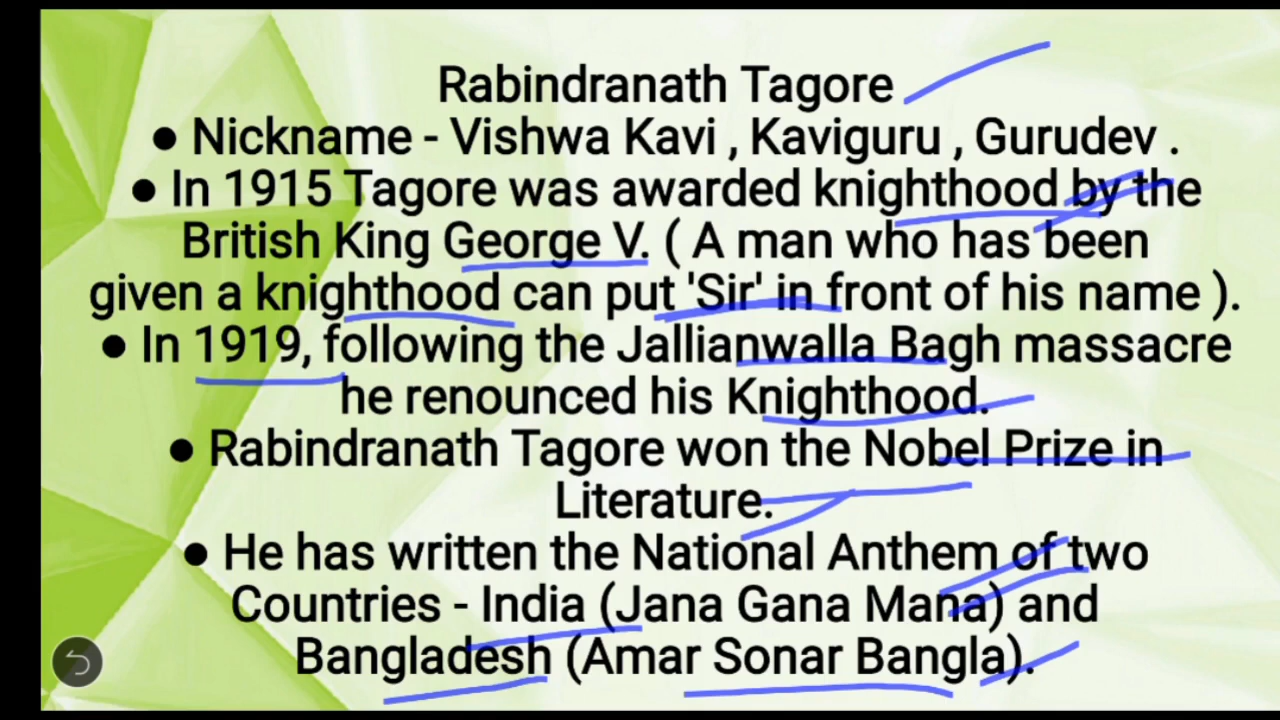 Rabindranath Tagore
● Nickname - Vishwa Kavi , Kaviguru , Gurudev .
● In 1915 Tagore was awarded knighthood by the
British King George V. ( A man who has been
given a knighthood can put 'Sir' in front of his name ).
● In 1919, following the Jallianwalla Bagh massacre
he renounced his Knighthood.
● Rabindranath Tagore won the Nobel Prize in
Literature.
● He has written the National Anthem of two
Countries - India (Jana Gana Mana) and
Bangladesh (Amar Sonar Bangla).